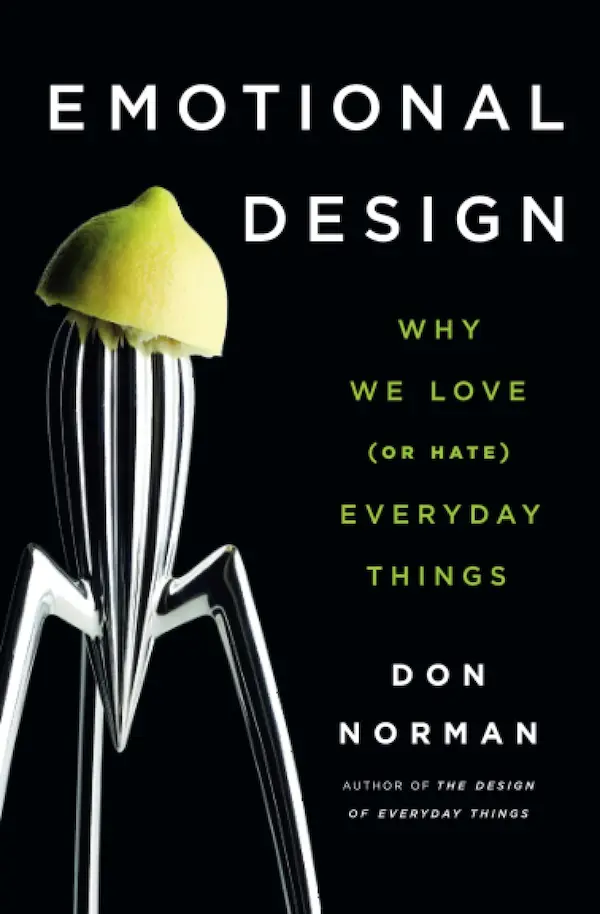 EMOTIONAL
DESIGN
WHY
WE LOVE
(OR HATE)
EVERYDAY
THINGS
DON
NORMAN
AUTHOR OF THE DESIGN
OF EVERYDAY THINGS